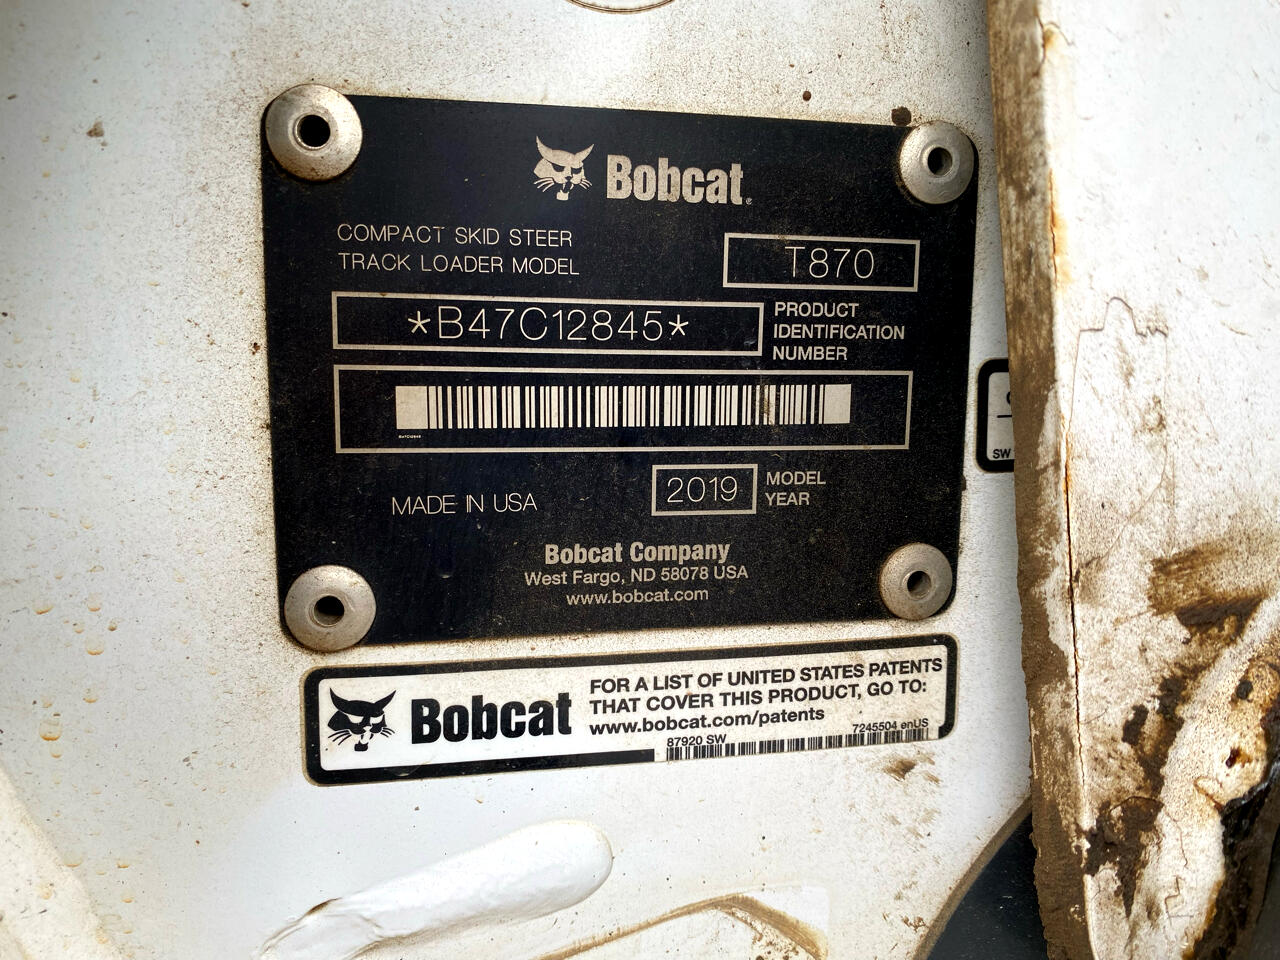 Bobcat
COMPACT SKID STEER
TRACK LOADER MODEL
T870
*B47C12845*
PRODUCT
IDENTIFICATION
NUMBER
B47C12845
MADE IN USA
2019
MODEL
YEAR
Bobcat Company
West Fargo, ND 58078 USA
www.bobcat.com
Bobcat
FOR A LIST OF UNITED STATES PATENTS
THAT COVER THIS PRODUCT, GO TO:
www.bobcat.com/patents
87920 SW
7245504 enUS
SW